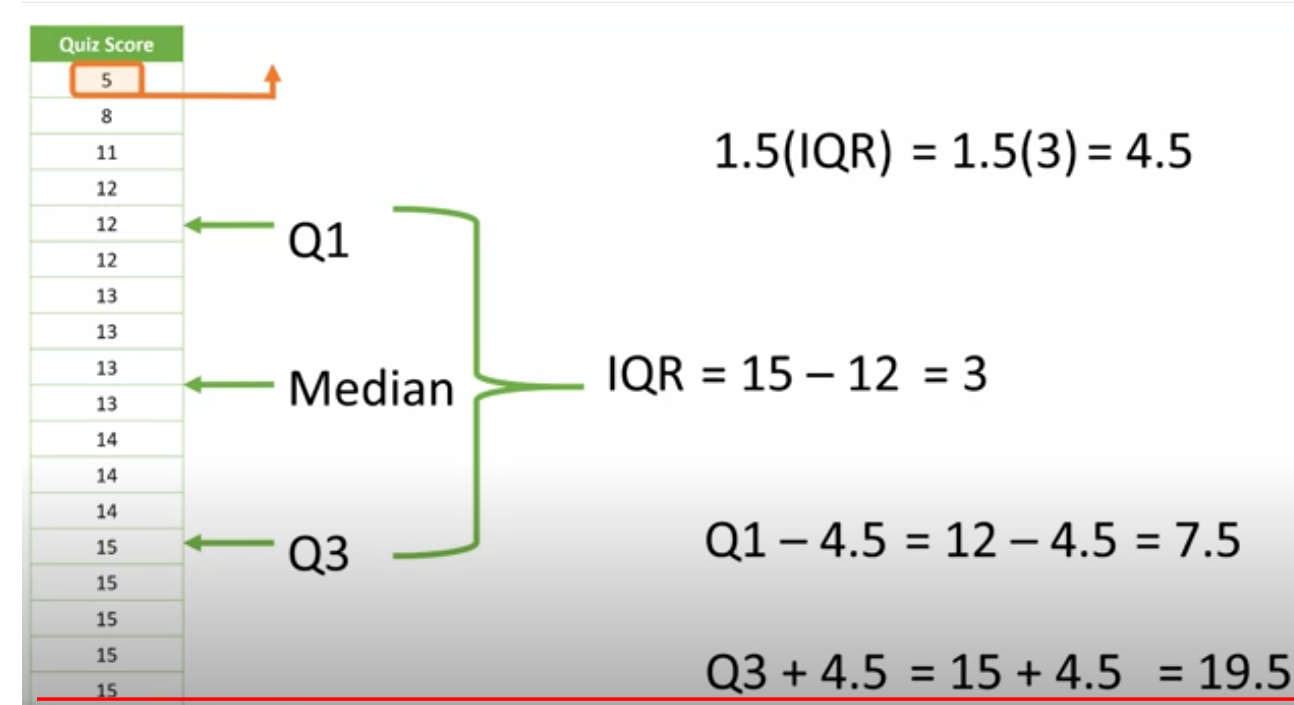 Quiz Score
5
8
11
12
12
12
13
13
13
13
14
14
14
15
15
15
15
15
Q1
Median
Q3
1.5(IQR) = 1.5(3) = 4.5
IQR = 15 – 12 = 3
Q1 – 4.5 = 12 – 4.5 = 7.5
Q3 + 4.5 = 15 + 4.5 = 19.5